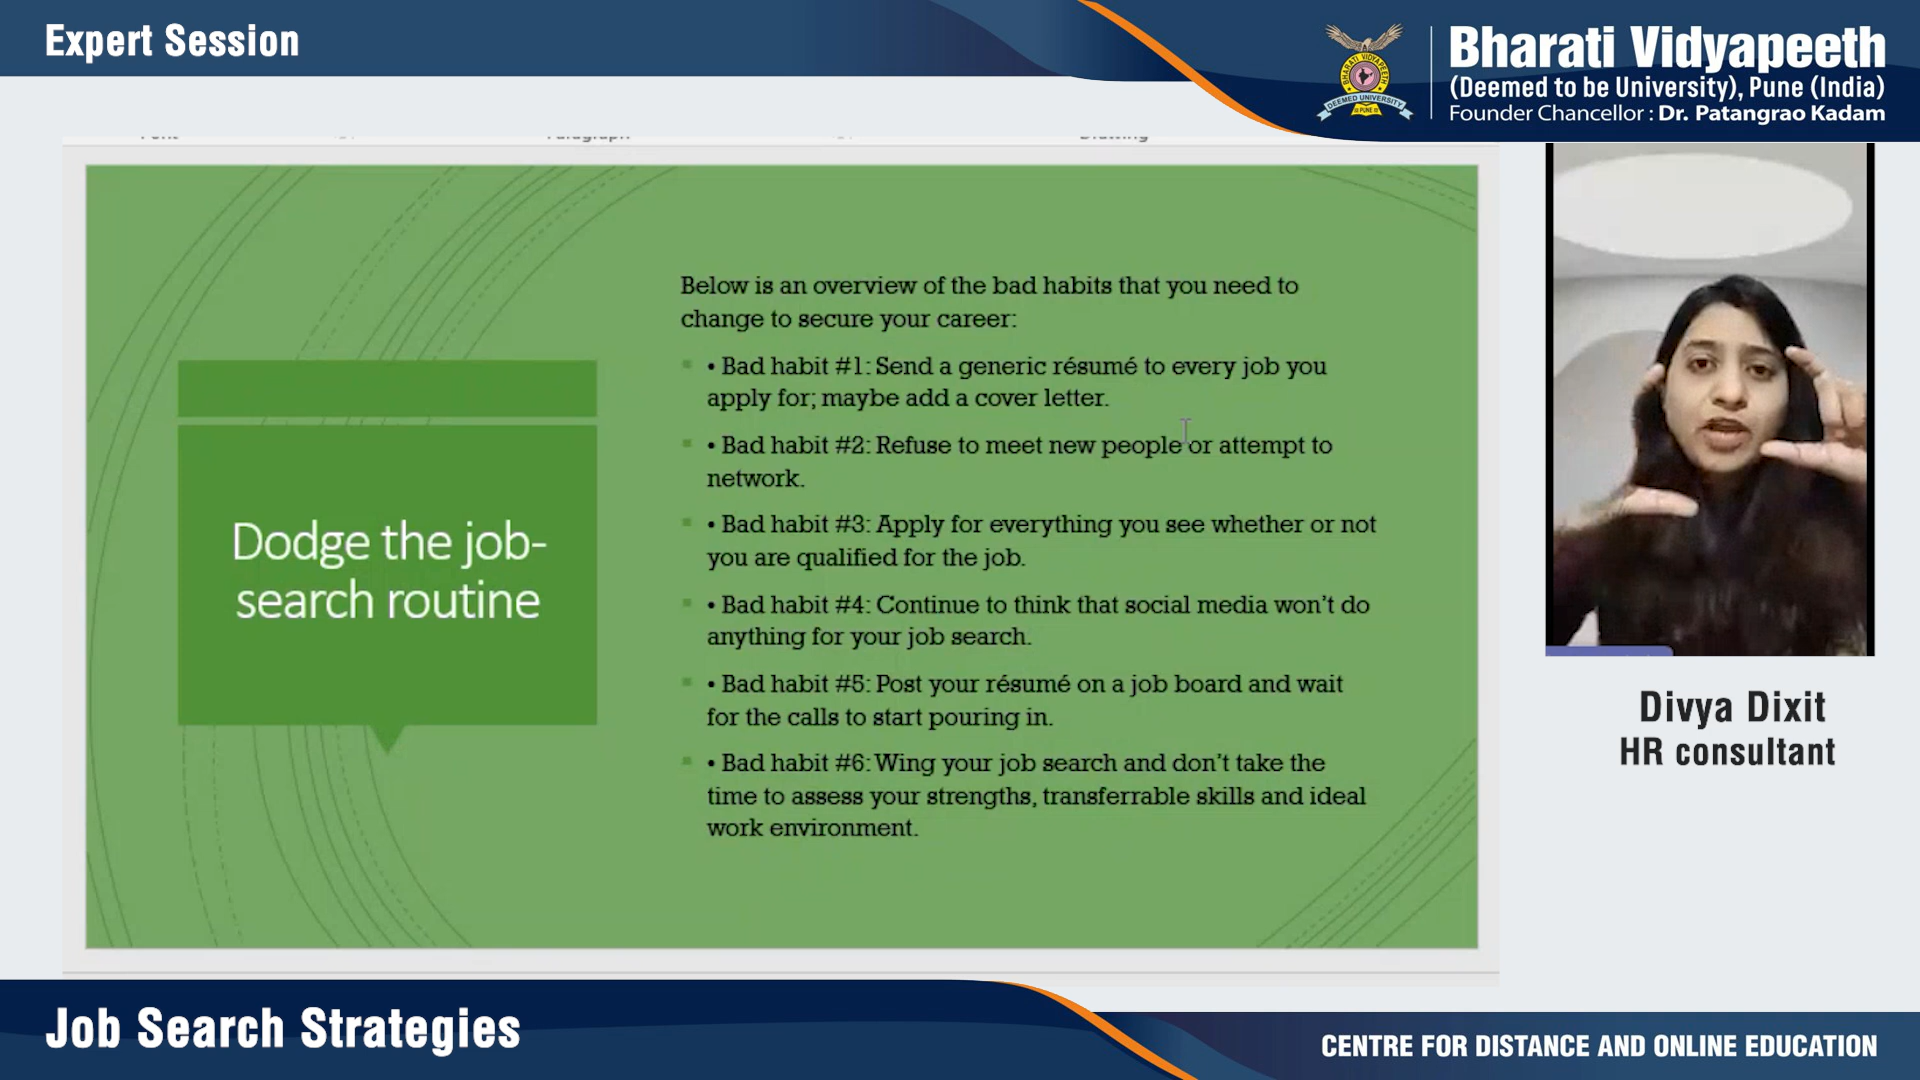 Expert Session
Bharati Vidyapeeth
(Deemed to be University), Pune (India)
Founder Chancellor : Dr. Patangrao Kadam
BHARATI VIDYAPEETH
DEEMED UNIVERSITY
PUNE
Paragraph
Drawing
Dodge the job-
search routine
Below is an overview of the bad habits that you need to
change to secure your career:
• Bad habit #1: Send a generic résumé to every job you
apply for; maybe add a cover letter.
• Bad habit #2: Refuse to meet new people or attempt to
network.
• Bad habit #3: Apply for everything you see whether or not
you are qualified for the job.
• Bad habit #4: Continue to think that social media won't do
anything for your job search.
• Bad habit #5: Post your résumé on a job board and wait
for the calls to start pouring in.
• Bad habit #6: Wing your job search and don't take the
time to assess your strengths, transferrable skills and ideal
work environment.
Divya Dixit
HR consultant
Job Search Strategies
CENTRE FOR DISTANCE AND ONLINE EDUCATION